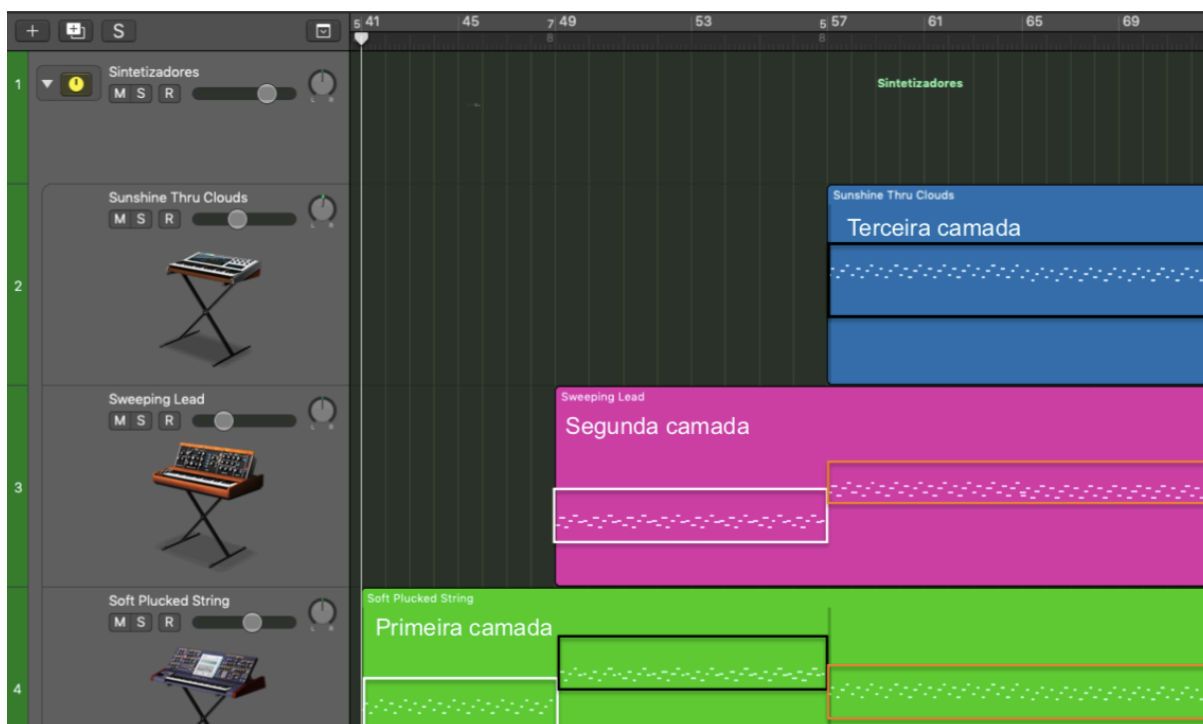 S
5 41 45 7 49 53 5 57 61 65 69
8 8
1
Sintetizadores
M S R
L R
Sintetizadores
2
Sunshine Thru Clouds
M S R
L R
Sunshine Thru Clouds
Terceira camada
3
Sweeping Lead
M S R
L R
Sweeping Lead
Segunda camada
4
Soft Plucked String
M S R
L R
Soft Plucked String
Primeira camada